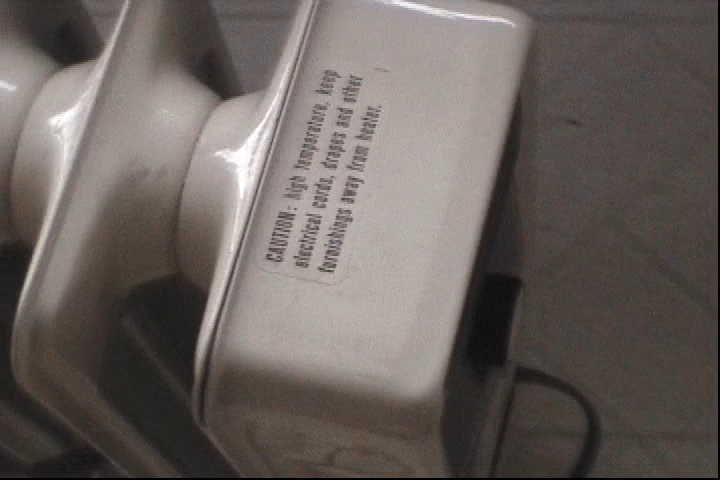 CAUTION: high temperature, keep
electrical cords, drapes and other
furnishings away from heater.